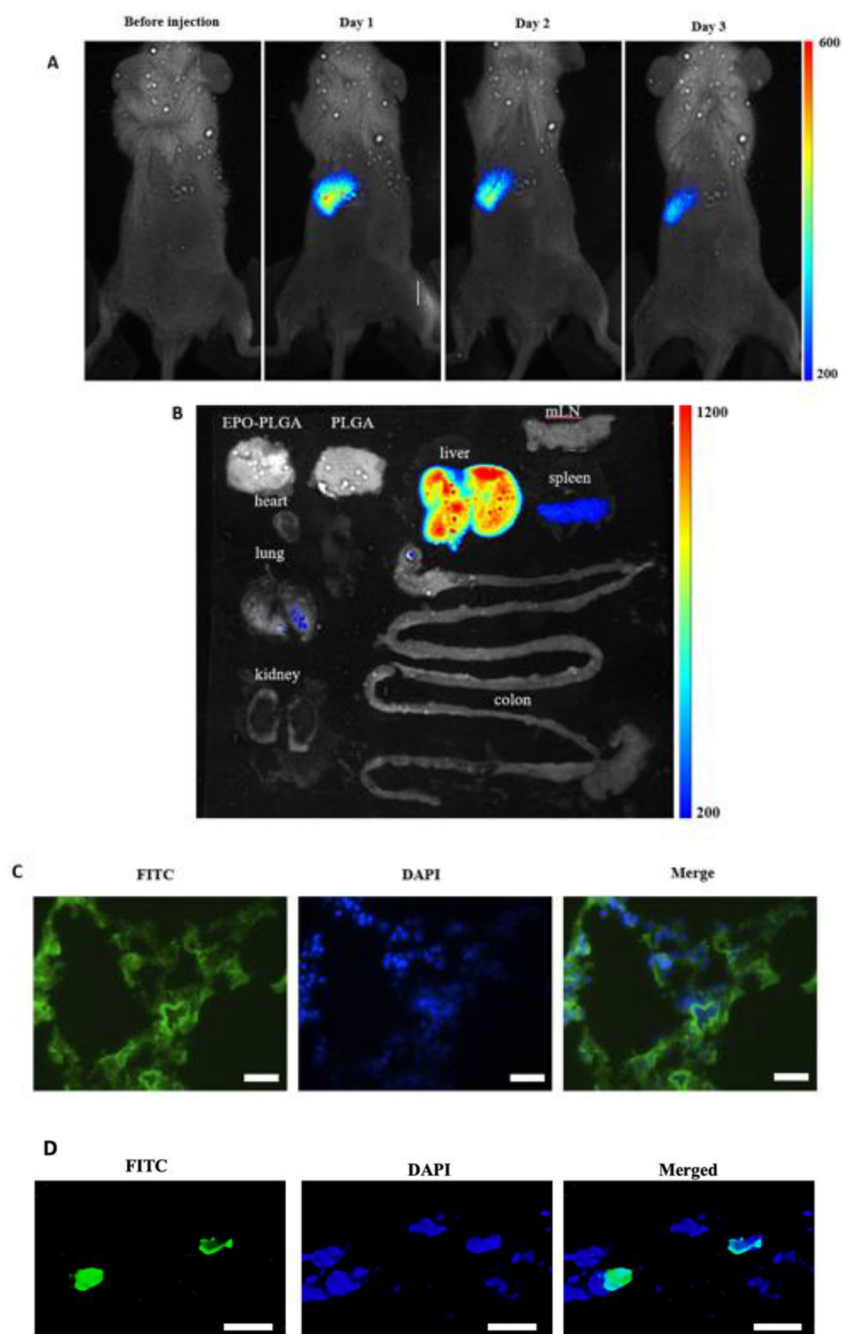 Before injection Day 1 Day 2 Day 3
600
A
200
B
1200
EPO-PLGA PLGA mLN
liver
spleen
heart
lung
kidney
colon
200
C
FITC DAPI Merge
D
FITC DAPI Merged